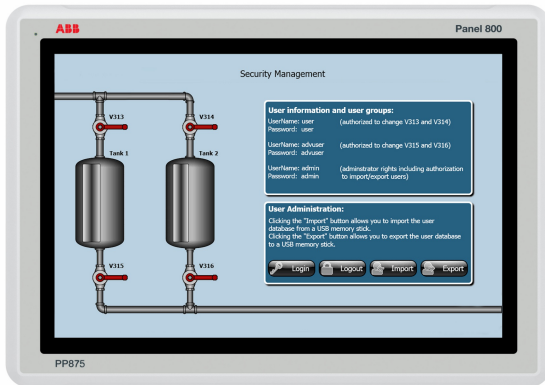 ABB
Panel 800
Security Management
V313
V314
Tank 1
Tank 2
V315
V316
User information and user groups:
UserName: user (authorized to change V313 and V314)
Password: user
UserName: advuser (authorized to change V315 and V316)
Password: advuser
UserName: admin (adminstrator rights including authorization
Password: admin to import/export users)
User Administration:
Clicking the "Import" button allows you to import the user
database from a USB memory stick.
Clicking the "Export" button allows you to export the user database
to a USB memory stick.
Login
Logout
Import
Export
PP875